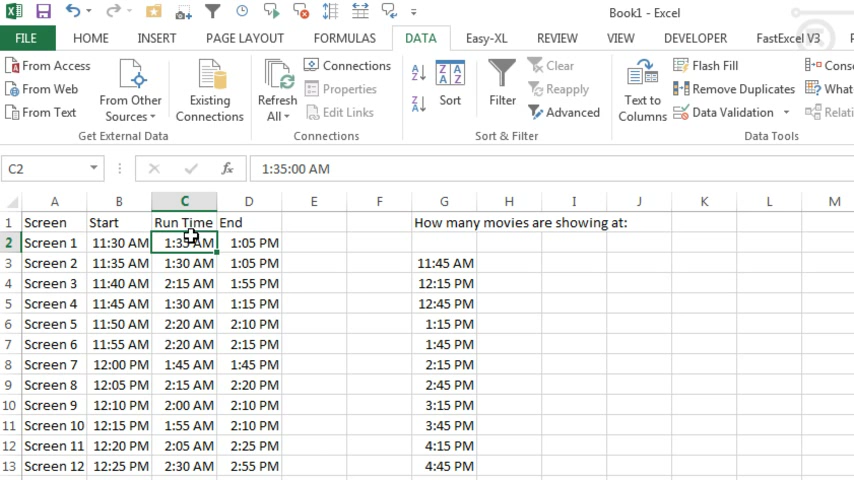 Book1 - Excel
FILE HOME INSERT PAGE LAYOUT FORMULAS DATA Easy-XL REVIEW VIEW DEVELOPER FastExcel V3
From Access
From Web
From Text
From Other Sources
Existing Connections
Get External Data
Refresh All
Connections
Properties
Edit Links
Connections
Sort
Filter
Clear
Reapply
Advanced
Sort & Filter
Text to Columns
Flash Fill
Remove Duplicates
Data Validation
Data Tools
C2 fx 1:35:00 AM
A B C D E F G H I J K L M
1 Screen Start Run Time End How many movies are showing at:
2 Screen 1 11:30 AM 1:35 AM 1:05 PM
3 Screen 2 11:35 AM 1:30 AM 1:05 PM 11:45 AM
4 Screen 3 11:40 AM 2:15 AM 1:55 PM 12:15 PM
5 Screen 4 11:45 AM 1:30 AM 1:15 PM 12:45 PM
6 Screen 5 11:50 AM 2:20 AM 2:10 PM 1:15 PM
7 Screen 6 11:55 AM 2:20 AM 2:15 PM 1:45 PM
8 Screen 7 12:00 PM 1:45 AM 1:45 PM 2:15 PM
9 Screen 8 12:05 PM 2:15 AM 2:20 PM 2:45 PM
10 Screen 9 12:10 PM 2:00 AM 2:10 PM 3:15 PM
11 Screen 10 12:15 PM 1:55 AM 2:10 PM 3:45 PM
12 Screen 11 12:20 PM 2:05 AM 2:25 PM 4:15 PM
13 Screen 12 12:25 PM 2:30 AM 2:55 PM 4:45 PM